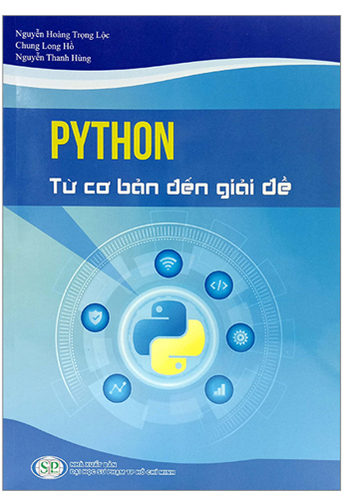 Nguyễn Hoàng Trọng Lộc
Chung Long Hồ
Nguyễn Thanh Hùng
PYTHON
Từ cơ bản đến giải đề
</>
SP
NHÀ XUẤT BẢN
ĐẠI HỌC SƯ PHẠM TP HỒ CHÍ MINH